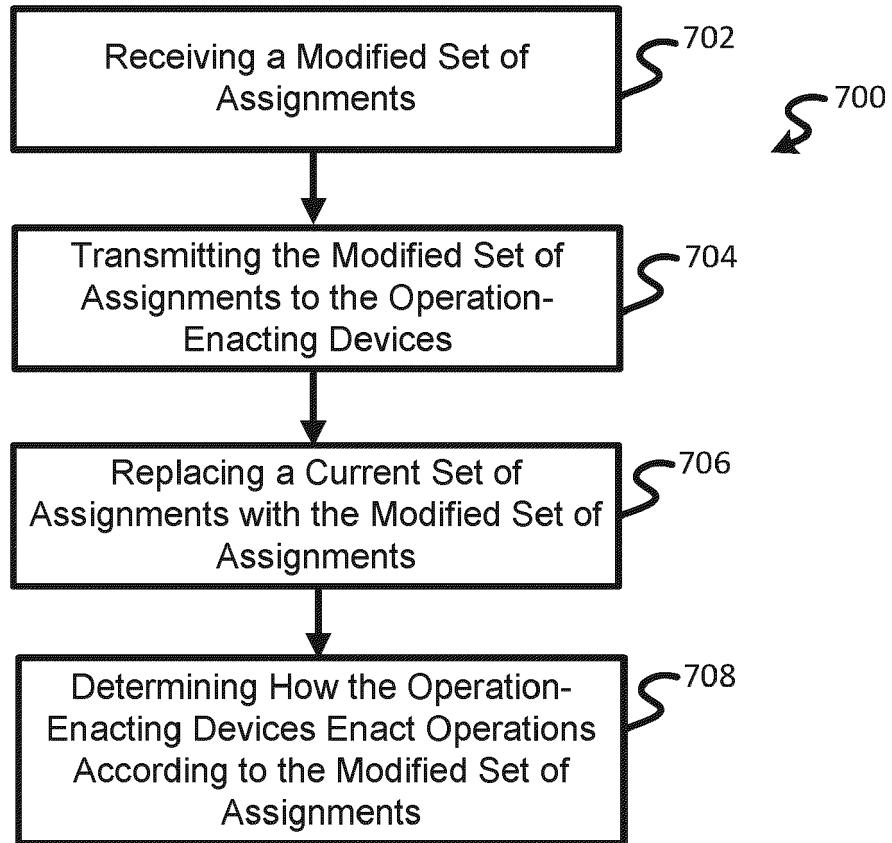 Receiving a Modified Set of
Assignments
702
700
Transmitting the Modified Set of
Assignments to the Operation-
Enacting Devices
704
Replacing a Current Set of
Assignments with the Modified Set of
Assignments
706
Determining How the Operation-
Enacting Devices Enact Operations
According to the Modified Set of
Assignments
708